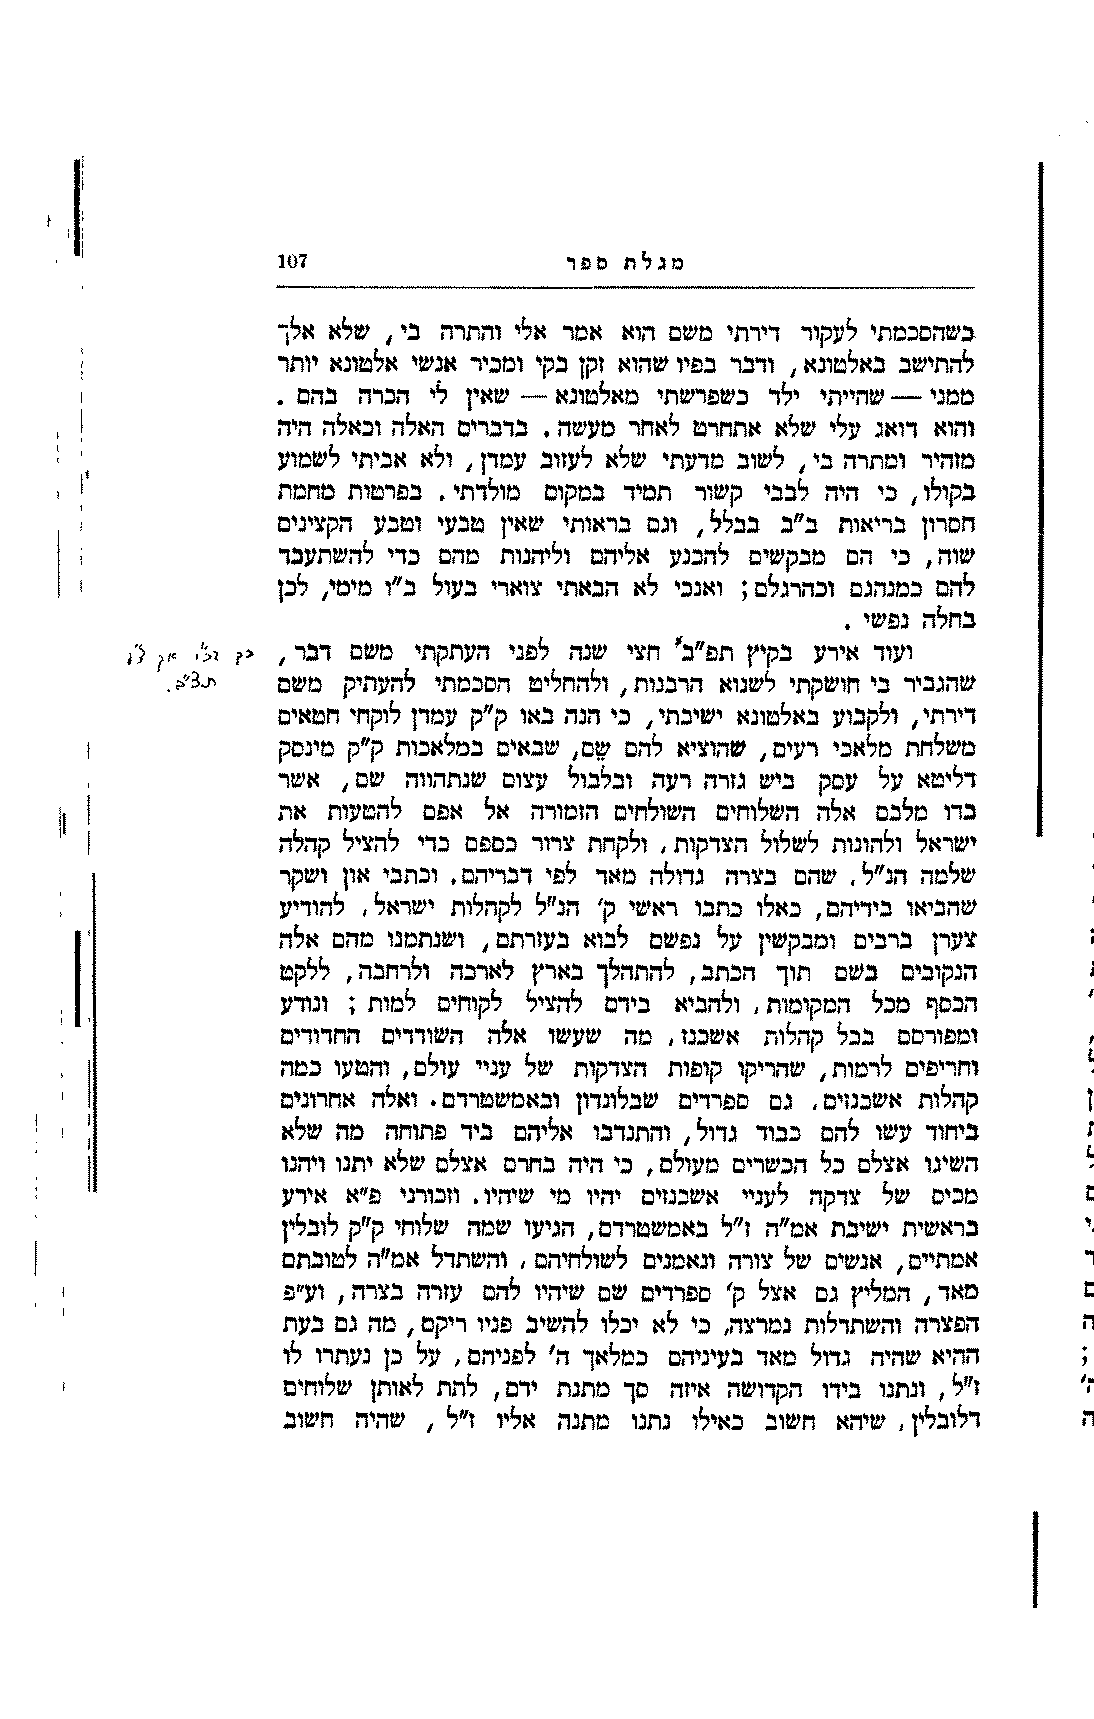 מגלת ספר 107
בשהסכמתי לעקור דירתי משם הוא אמר אלי והתרה בי, שלא אלך
להתישב באלטונא, ודבר בפיו שהוא זקן בקי ומכיר אנשי אלטונא יותר
ממני — שהייתי ילד כשפרשתי מאלטונא — שאין לי הכרה בהם.
והוא דואג עלי שלא אתחרט לאחר מעשה. בדברים האלה וכאלה היה
מזהיר ומתרה בי, לשוב מדעתי שלא לעזוב עמדן, ולא אביתי לשמוע
בקולו, כי היה לבבי קשור תמיד במקום מולדתי. בפרטות מחמת
חסרון בריאות ב"ב בכלל, וגם בראותי שאין טבעי וטבע הקצינים
שוה, כי הם מבקשים להכנע אליהם וליהנות מהם כדי להשתעבד
להם כמנהגם וכהרגלם; ואנכי לא הבאתי צוארי בעול ב"ו מימי, לכן
בחלה נפשי.
ועוד אירע בקיץ תפ"ב* חצי שנה לפני העתקתי משם דבר,
שהגביר בי חושקתי לשנוא הרבנות, ולהחליט הסכמתי להעתיק משם
דירתי, ולקבוע באלטונא ישיבתי, כי הנה באו ק"ק עמדן לוקחי חטאים
משלחת מלאכי רעים, שהוציא להם שם, שבאים במלאכות ק"ק מינסק
דליטא על עסק ביש גזרה רעה ובלבול עצום שנתהווה שם, אשר
בדו מלבם אלה השלוחים השולחים הזמורה אל אפם להטעות את
ישראל ולהונות לשלול הצדקות, ולקחת צרור כספם כדי להציל קהלה
שלמה הנ"ל, שהם בצרה גדולה מאד לפי דבריהם. וכתבי און ושקר
שהביאו בידיהם, כאלו כתבו ראשי ק' הנ"ל לקהלות ישראל, להודיע
צערן ברבים ומבקשין על נפשם לבוא בעזרתם, ושנתמנו מהם אלה
הנקובים בשם תוך הכתב, להתהלך בארץ לארכה ולרחבה, ללקט
הכסף מכל המקומות, ולהביא בידם להציל לקוחים למות; ונודע
ומפורסם בכל קהלות אשכנז, מה שעשו אלה השודדים החדודים
וחריפים לרמות, שהריקו קופות הצדקות של עניי עולם, והטעו כמה
קהלות אשכנזים, גם ספרדים שבלונדון ובאמשטרדם. ואלה אחרונים
ביחוד עשו להם כבוד גדול, והתנדבו אליהם ביד פתוחה מה שלא
השיגו אצלם כל הכשרים מעולם, כי היה בחרם אצלם שלא יתנו ויהנו
מכיס של צדקה לעניי אשכנזים יהיו מי שיהיו. וזכורני פ"א אירע
בראשית ישיבת אמ"ה ז"ל באמשטרדם, הגיעו שמה שלוחי ק"ק לובלין
אמתיים, אנשים של צורה ונאמנים לשולחיהם, והשתדל אמ"ה לטובתם
מאד, המליץ גם אצל ק' ספרדים שם שיהיו להם עזרה בצרה, וע"פ
הפצרה והשתדלות נמרצה, כי לא יכלו להשיב פניו ריקם, מה גם בעת
ההיא שהיה גדול מאד בעיניהם כמלאך ה' לפניהם, על כן נעתרו לו
ז"ל, ונתנו בידו הקדושה איזה סך מתנת ידם, לתת לאותן שלוחים
דלובלין, שיהא חשוב כאילו נתנו מתנה אליו ז"ל, שהיה חשוב